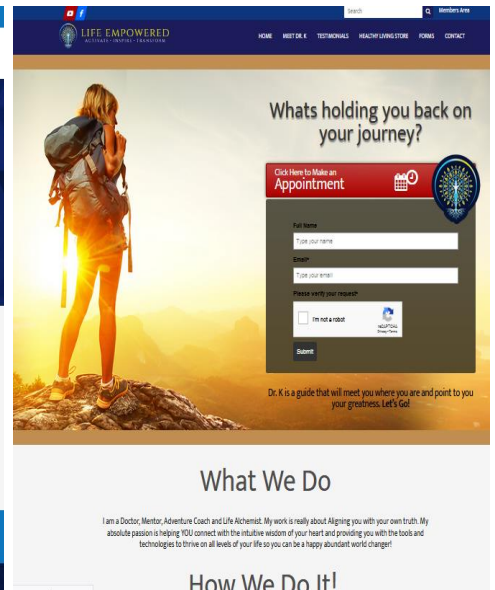 Search
Members Area
LIFE EMPOWERED
ACTIVATE • INSPIRE • TRANSFORM
HOME MEET DR. K TESTIMONIALS HEALTHY LIVING STORE FORMS CONTACT
Whats holding you back on
your journey?
Click Here to Make an
Appointment
Full Name
Type your name
Email*
Type your email
Please verify your request*
I'm not a robot
reCAPTCHA
Privacy - Terms
Submit
Dr. K is a guide that will meet you where you are and point to you
your greatness. Let's Go!
What We Do
I am a Doctor, Mentor, Adventure Coach and Life Alchemist. My work is really about Aligning you with your own truth. My
absolute passion is helping YOU connect with the intuitive wisdom of your heart and providing you with the tools and
technologies to thrive on all levels of your life so you can be a happy abundant world changer!
How We Do It!